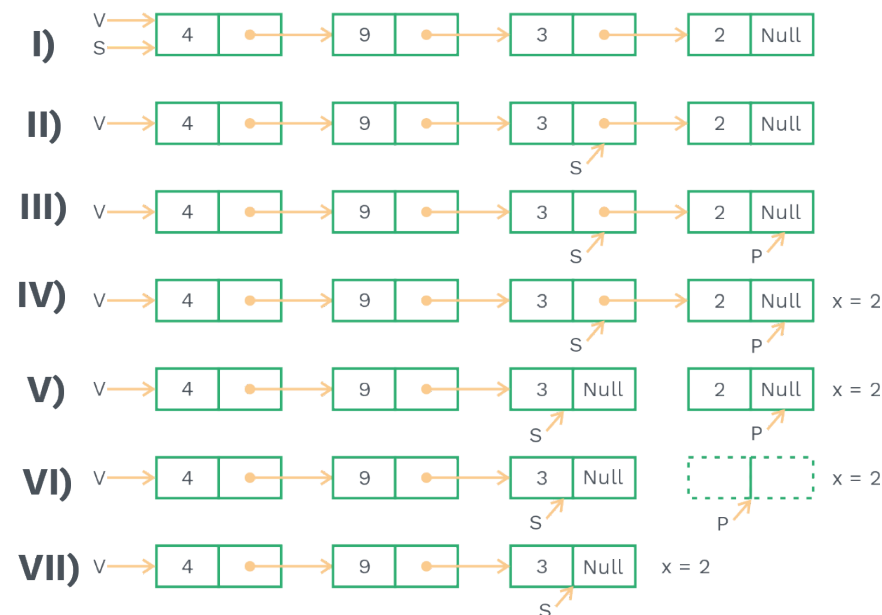 V
I) S 4 9 3 2 Null
II) V 4 9 3 2 Null
S
III) V 4 9 3 2 Null
S P
IV) V 4 9 3 2 Null x = 2
S P
V) V 4 9 3 Null 2 Null x = 2
S P
VI) V 4 9 3 Null x = 2
S P
VII) V 4 9 3 Null x = 2
S